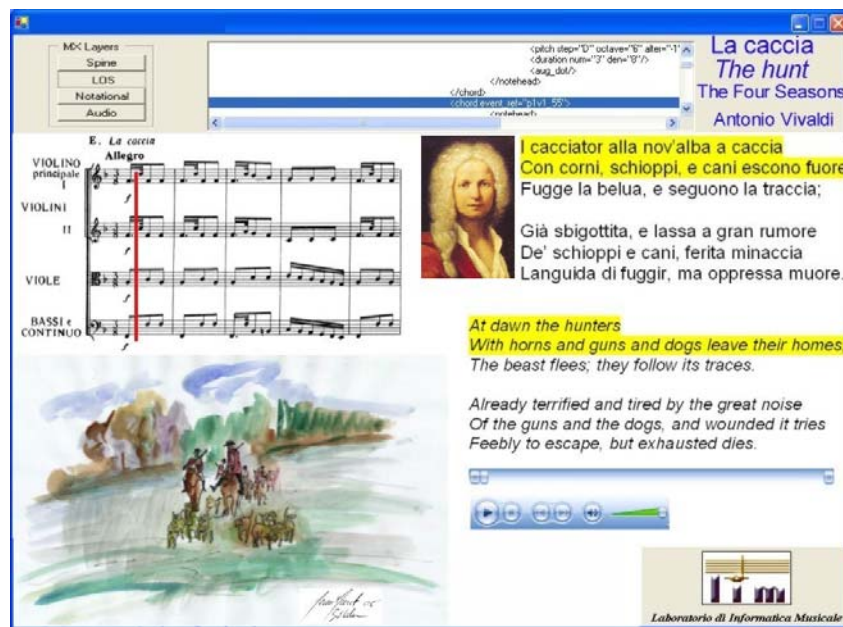 MX Layers
Spine
LOS
Notational
Audio
<pitch step="D" octave="6" alter="-1"
<duration num="3" den="8"/>
<aug_dot/>
</notehead>
</chord>
<chord event_ref="p1v1_55">
<notehead>
La caccia
The hunt
The Four Seasons
Antonio Vivaldi
E. La caccia
Allegro
VIOLINO
principale
I
VIOLINI
II
VIOLE
BASSI e
CONTINUO
f
f
f
f
I cacciator alla nov'alba a caccia
Con corni, schioppi, e cani escono fuore
Fugge la belua, e seguono la traccia;
Già sbigottita, e lassa a gran rumore
De' schioppi e cani, ferita minaccia
Languida di fuggir, ma oppressa muore.
At dawn the hunters
With horns and guns and dogs leave their homes
The beast flees; they follow its traces.
Already terrified and tired by the great noise
Of the guns and the dogs, and wounded it tries
Feebly to escape, but exhausted dies.
lim
Laboratorio di Informatica Musicale